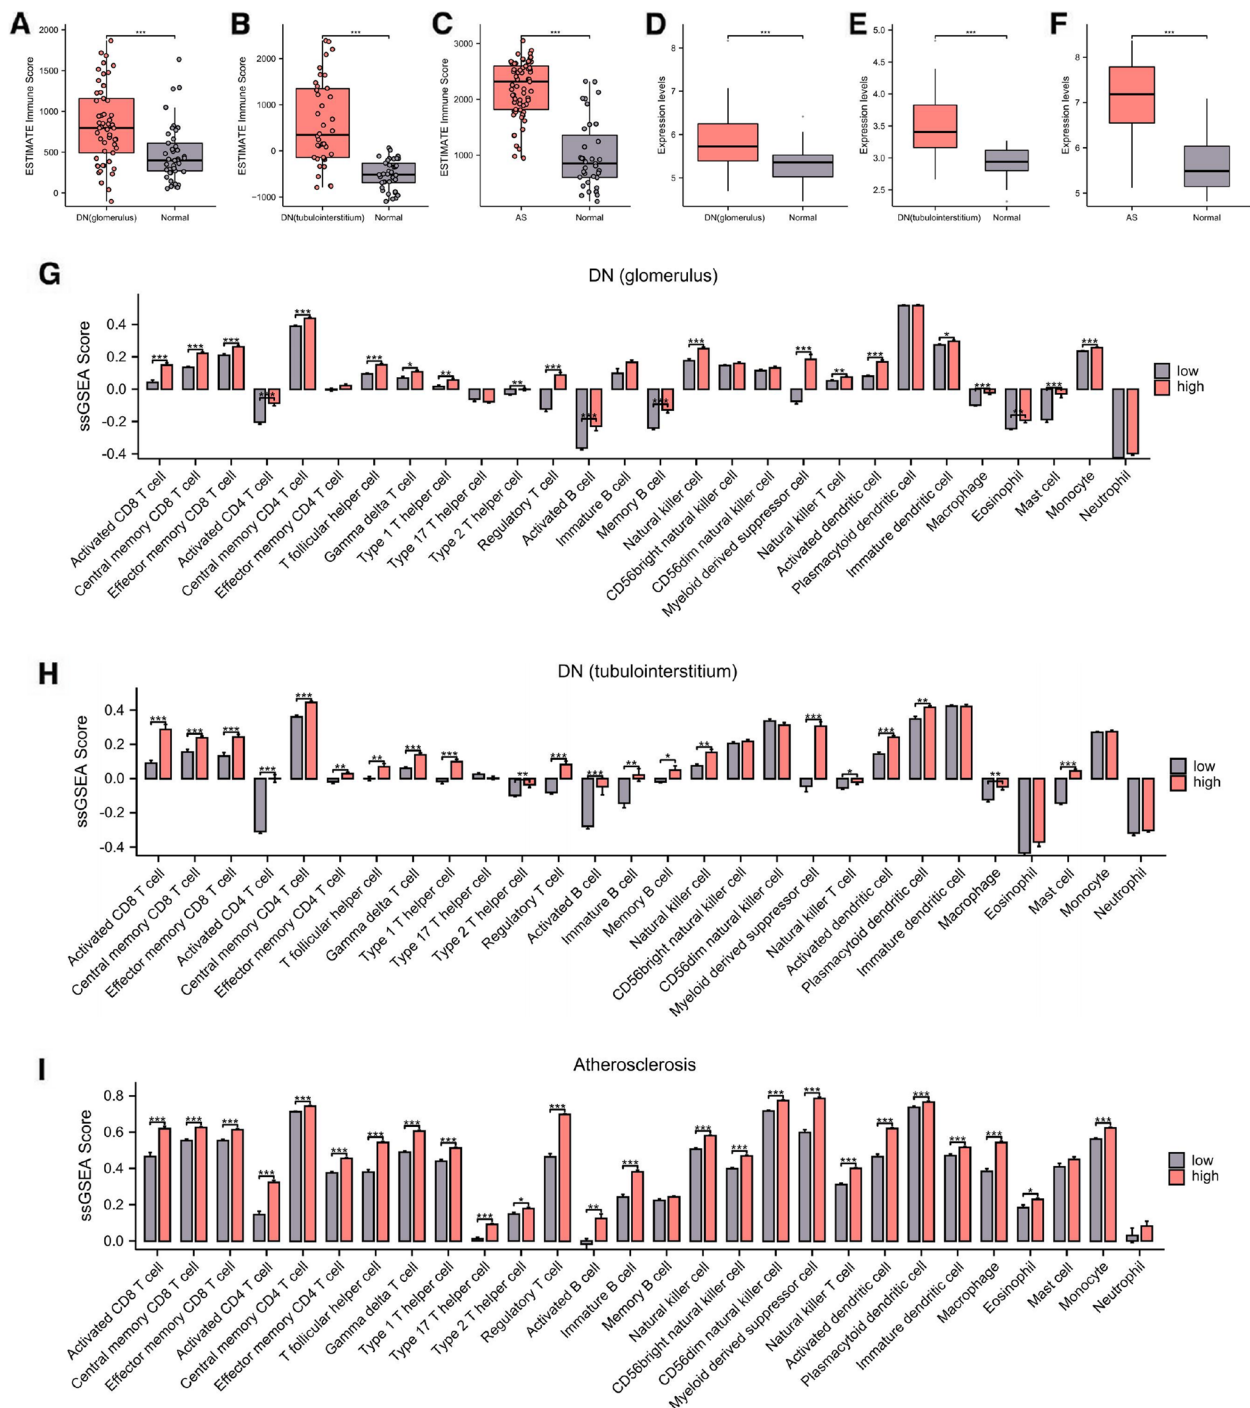 A
B
C
D
E
F
ESTIMATE Immune Score
2000
1500
1000
500
0
***
DN(glomerulus)
Normal
ESTIMATE Immune Score
2000
1000
0
−1000
***
DN(tubulointerstitium)
Normal
ESTIMATE Immune Score
3000
2000
1000
***
AS
Normal
Expression levels
8
7
6
5
***
DN(glomerulus)
Normal
Expression levels
5.0
4.5
4.0
3.5
3.0
2.5
***
DN(tubulointerstitium)
Normal
Expression levels
8
7
6
5
***
AS
Normal
G
DN (glomerulus)
ssGSEA Score
0.4
0.2
0.0
-0.2
-0.4
*** *** *** *** *** *** * ** ** *** *** *** *** *** ** *** * *** ** *** ***
low
high
Activated CD8 T cell
Central memory CD8 T cell
Effector memory CD8 T cell
Activated CD4 T cell
Central memory CD4 T cell
Effector memory CD4 T cell
T follicular helper cell
Gamma delta T cell
Type 1 T helper cell
Type 17 T helper cell
Type 2 T helper cell
Regulatory T cell
Activated B cell
Immature B cell
Memory B cell
Natural killer cell
CD56bright natural killer cell
CD56dim natural killer cell
Myeloid derived suppressor cell
Natural killer T cell
Activated dendritic cell
Plasmacytoid dendritic cell
Immature dendritic cell
Macrophage
Eosinophil
Mast cell
Monocyte
Neutrophil
H
DN (tubulointerstitium)
ssGSEA Score
0.4
0.2
0.0
-0.2
-0.4
*** *** *** *** *** ** ** *** *** ** *** *** ** * ** *** * *** ** ** ***
low
high
Activated CD8 T cell
Central memory CD8 T cell
Effector memory CD8 T cell
Activated CD4 T cell
Central memory CD4 T cell
Effector memory CD4 T cell
T follicular helper cell
Gamma delta T cell
Type 1 T helper cell
Type 17 T helper cell
Type 2 T helper cell
Regulatory T cell
Activated B cell
Immature B cell
Memory B cell
Natural killer cell
CD56bright natural killer cell
CD56dim natural killer cell
Myeloid derived suppressor cell
Natural killer T cell
Activated dendritic cell
Plasmacytoid dendritic cell
Immature dendritic cell
Macrophage
Eosinophil
Mast cell
Monocyte
Neutrophil
I
Atherosclerosis
ssGSEA Score
0.8
0.6
0.4
0.2
0.0
*** *** *** *** *** *** *** *** *** *** * *** ** *** *** *** *** *** *** *** *** *** *** * ***
low
high
Activated CD8 T cell
Central memory CD8 T cell
Effector memory CD8 T cell
Activated CD4 T cell
Central memory CD4 T cell
Effector memory CD4 T cell
T follicular helper cell
Gamma delta T cell
Type 1 T helper cell
Type 17 T helper cell
Type 2 T helper cell
Regulatory T cell
Activated B cell
Immature B cell
Memory B cell
Natural killer cell
CD56bright natural killer cell
CD56dim natural killer cell
Myeloid derived suppressor cell
Natural killer T cell
Activated dendritic cell
Plasmacytoid dendritic cell
Immature dendritic cell
Macrophage
Eosinophil
Mast cell
Monocyte
Neutrophil